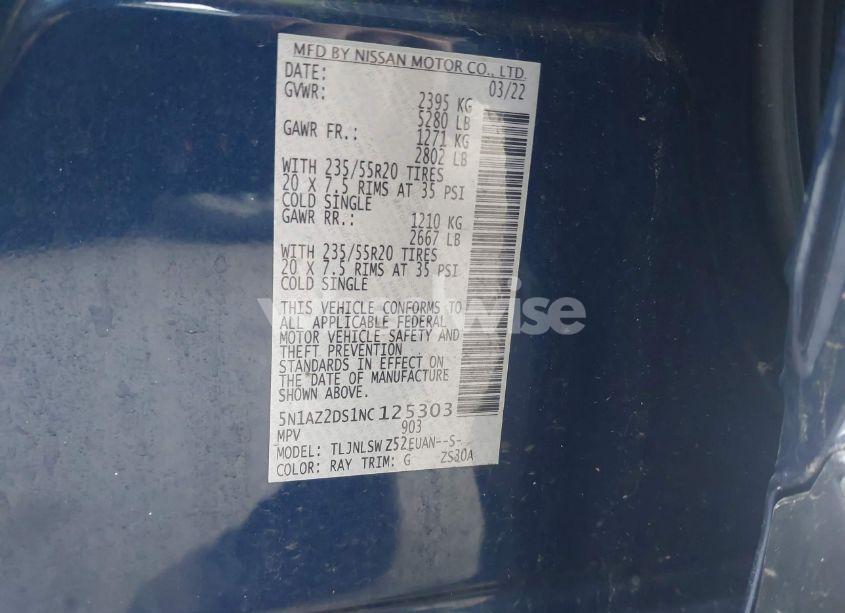 MFD BY NISSAN MOTOR CO., LTD.
DATE: 03/22
GVWR: 2395 KG
5280 LB
GAWR FR.: 1271 KG
2802 LB
WITH 235/55R20 TIRES
20 X 7.5 RIMS AT 35 PSI
COLD SINGLE
GAWR RR.: 1210 KG
2667 LB
WITH 235/55R20 TIRES
20 X 7.5 RIMS AT 35 PSI
COLD SINGLE
THIS VEHICLE CONFORMS TO
ALL APPLICABLE FEDERAL
MOTOR VEHICLE SAFETY AND
THEFT PREVENTION
STANDARDS IN EFFECT ON
THE DATE OF MANUFACTURE
SHOWN ABOVE.
5N1AZ2DS1NC125303
MPV 903
MODEL: TLJNLSW Z52EUAN--S-
COLOR: RAY TRIM: G ZS30A